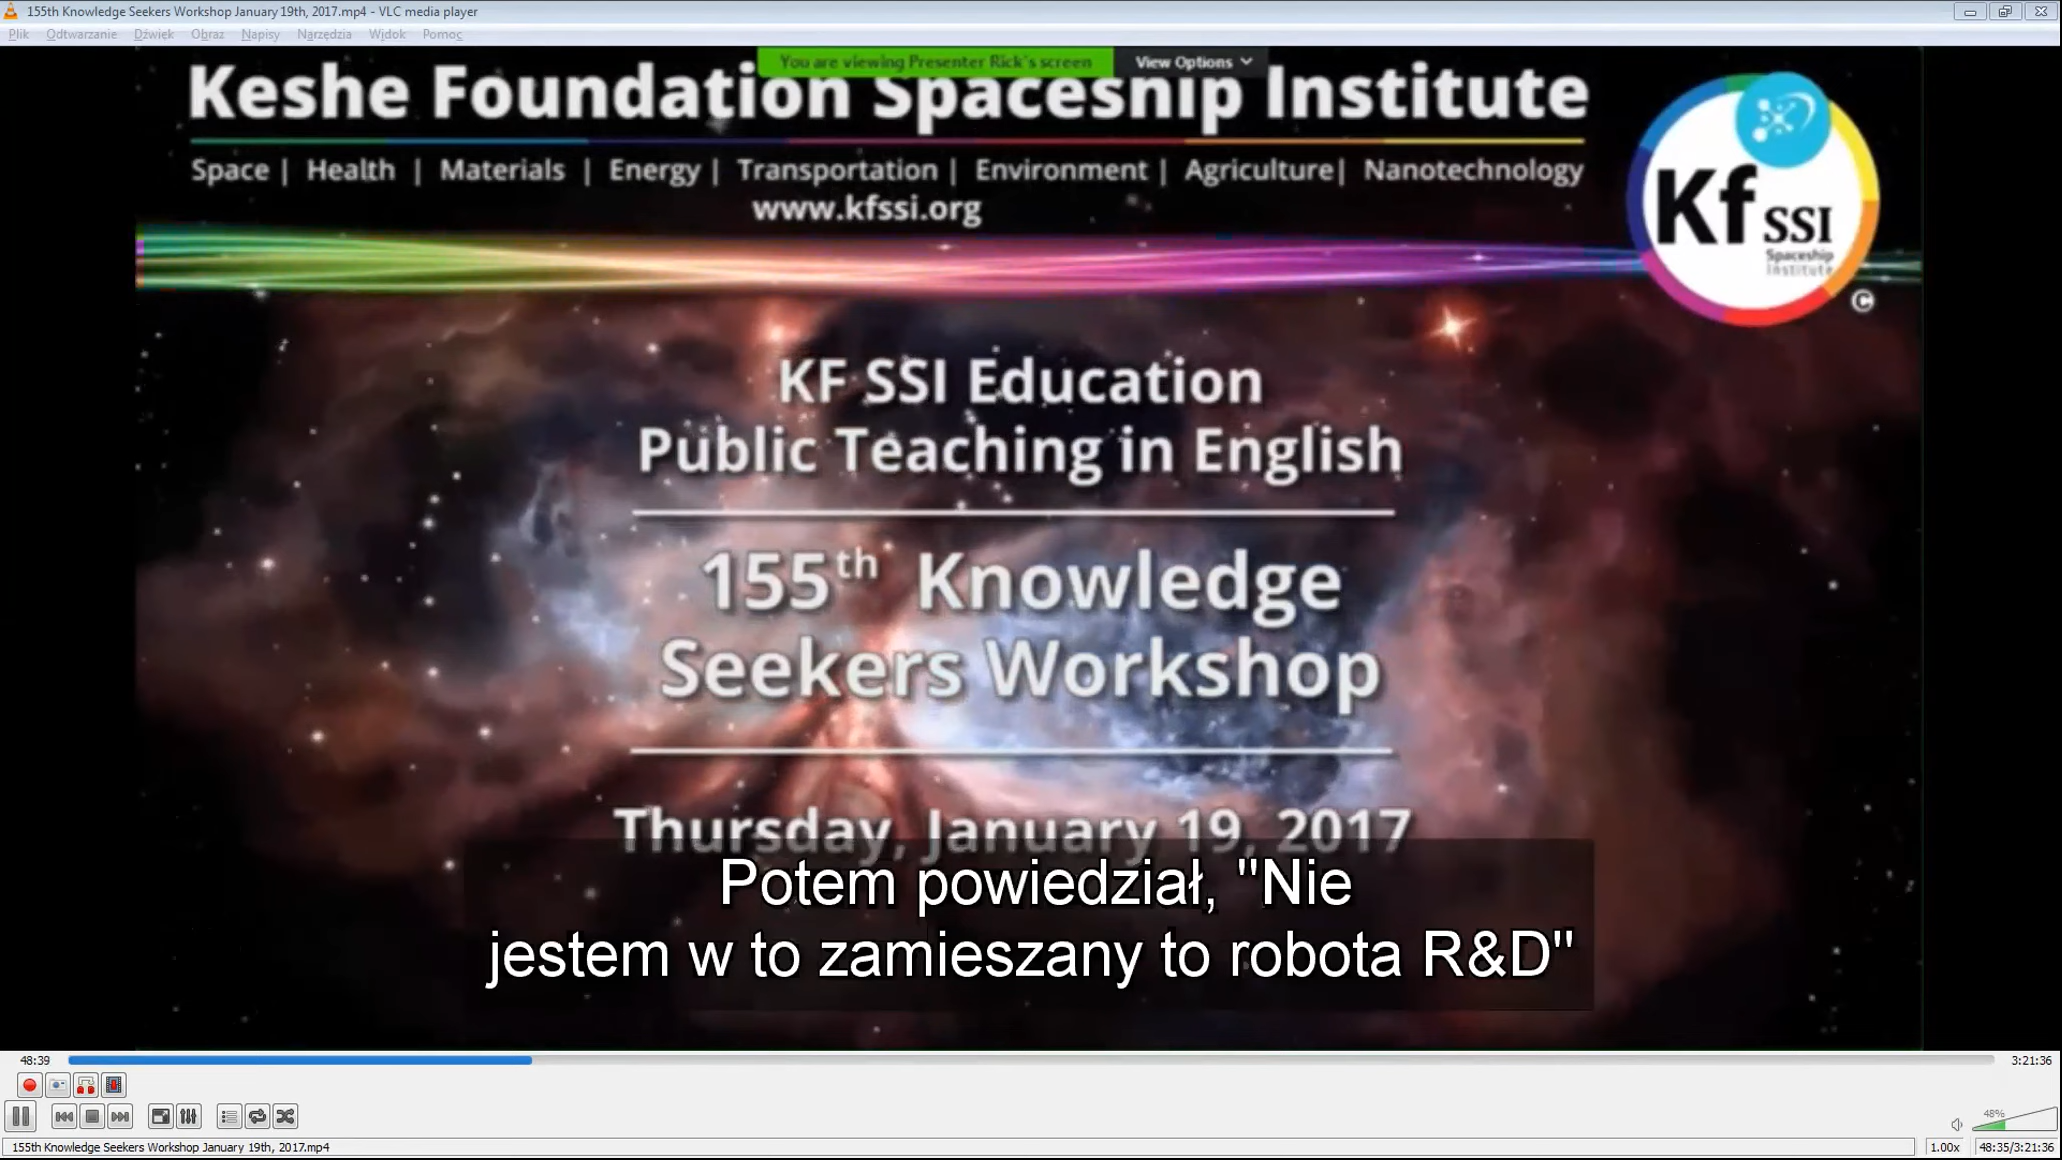 155th Knowledge Seekers Workshop January 19th, 2017.mp4 - VLC media player
Plik Odtwarzanie Dźwięk Obraz Napisy Narzędzia Widok Pomoc
You are viewing Presenter Rick's screen View Options
Keshe Foundation Spaceship Institute
Space | Health | Materials | Energy | Transportation | Environment | Agriculture | Nanotechnology
www.kfssi.org
Kf SSI
Spaceship
Institute
©
KF SSI Education
Public Teaching in English
155th Knowledge
Seekers Workshop
Thursday, January 19, 2017
Potem powiedział, "Nie
jestem w to zamieszany to robota R&D"
48:39 3:21:36
48%
155th Knowledge Seekers Workshop January 19th, 2017.mp4 1.00x 48:35/3:21:36